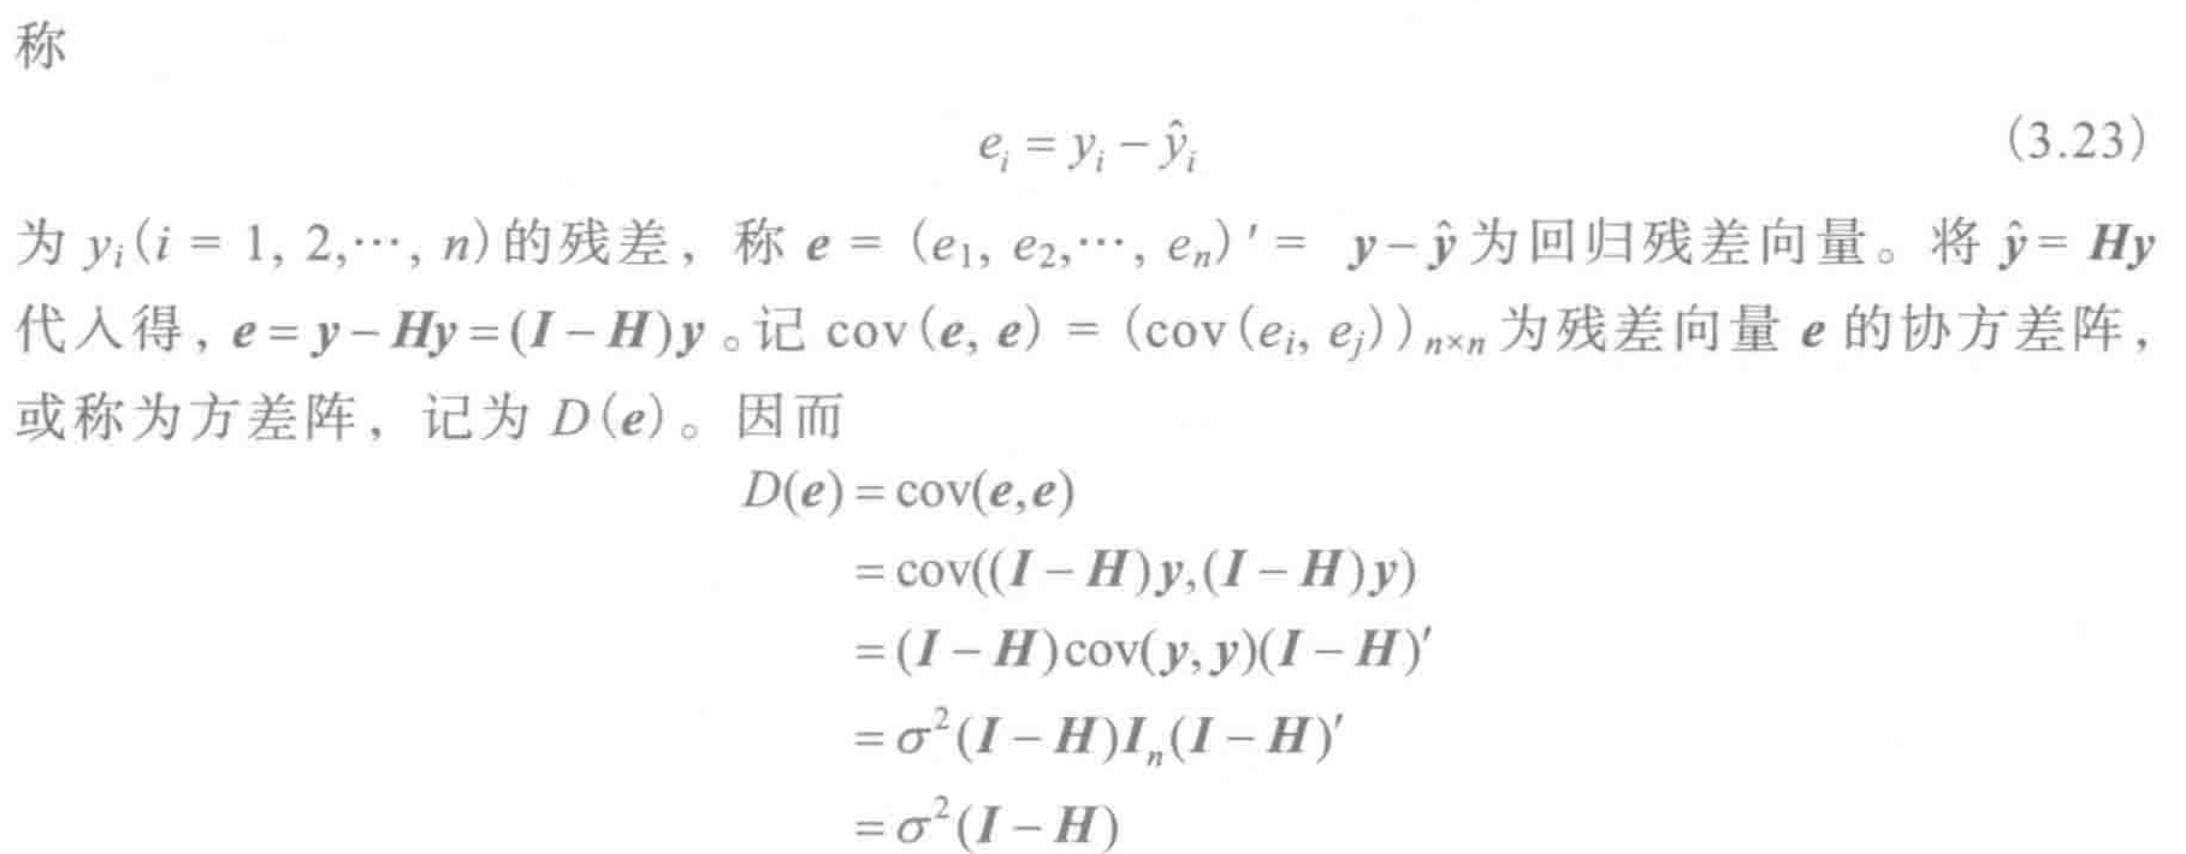 称
e_i = y_i − ŷ_i (3.23)
为 y_i(i = 1, 2,⋯, n)的残差，称 e = (e_1, e_2,⋯, e_n)′ = y−ŷ为回归残差向量。将 ŷ = Hy
代入得，e = y − Hy = (I − H)y。记 cov(e, e) = (cov(e_i, e_j))_{n×n} 为残差向量 e 的协方差阵，
或称为方差阵，记为 D(e)。因而
D(e) = cov(e,e)
= cov((I − H)y,(I − H)y)
= (I − H)cov(y, y)(I − H)′
= σ²(I − H)I_n(I − H)′
= σ²(I − H)